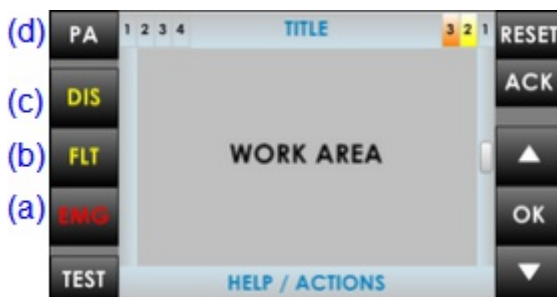 (d) PA 1 2 3 4 TITLE 3 2 1 RESET
ACK
(c) DIS
(b) FLT WORK AREA
(a) EMG OK
TEST HELP / ACTIONS